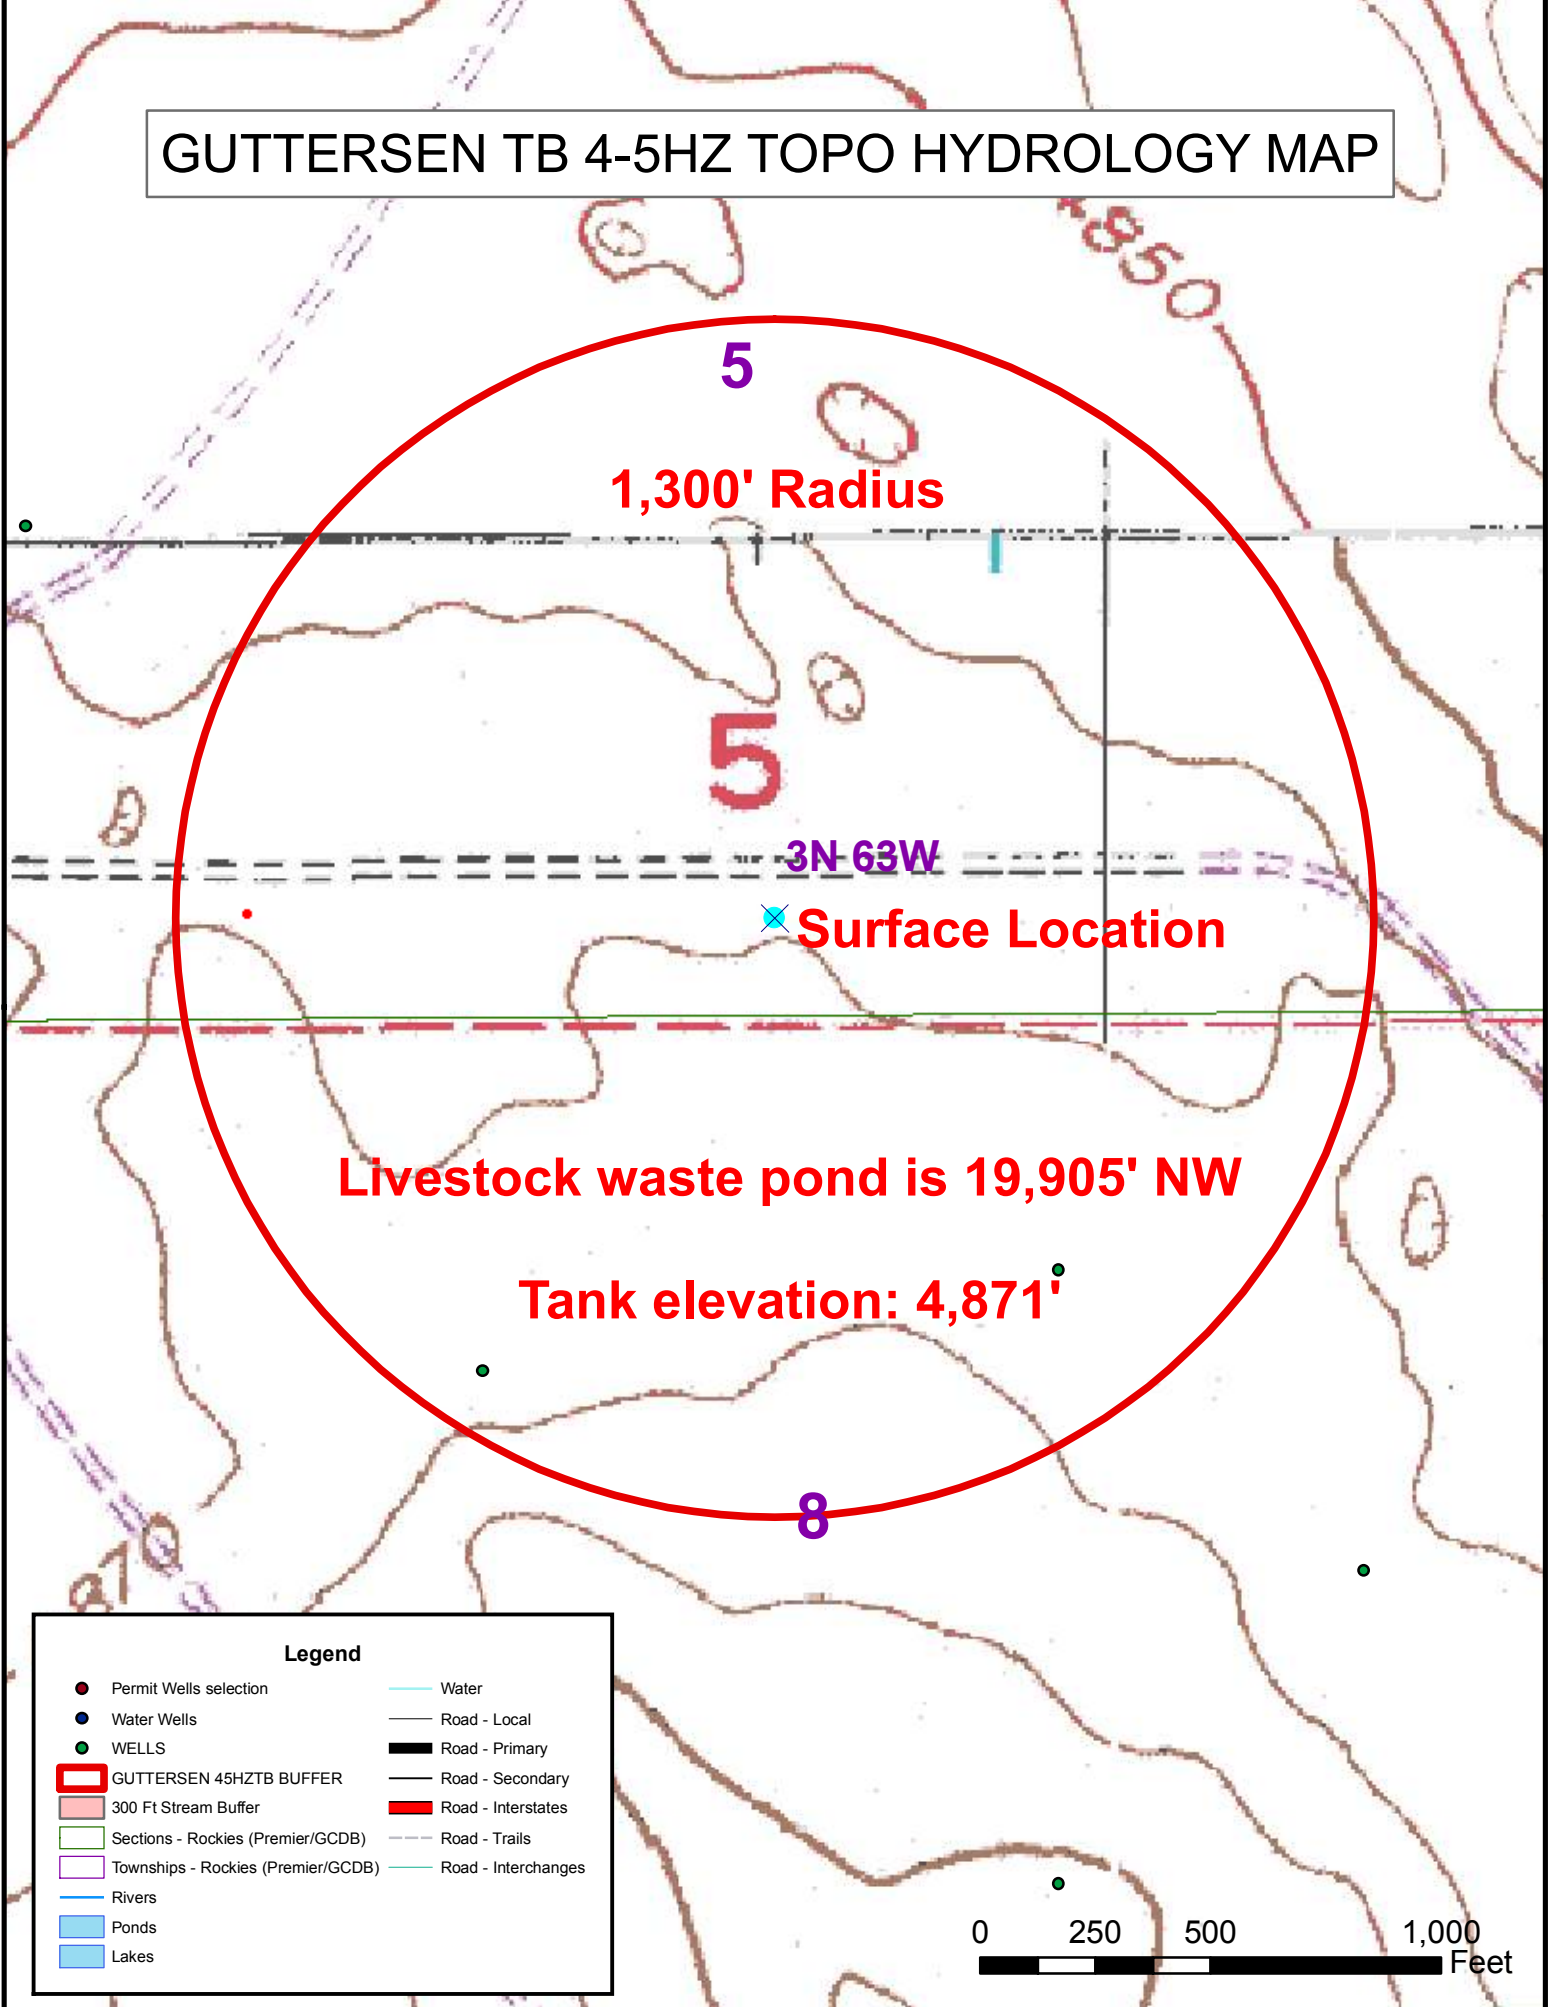 GUTTERSEN TB 4-5HZ TOPO HYDROLOGY MAP
4850
5
1,300' Radius
5
3N 63W
Surface Location
Livestock waste pond is 19,905' NW
Tank elevation: 4,871'
8
Legend
Permit Wells selection
Water Wells
WELLS
GUTTERSEN 45HZTB BUFFER
300 Ft Stream Buffer
Sections - Rockies (Premier/GCDB)
Townships - Rockies (Premier/GCDB)
Rivers
Ponds
Lakes
Water
Road - Local
Road - Primary
Road - Secondary
Road - Interstates
Road - Trails
Road - Interchanges
0 250 500 1,000
Feet